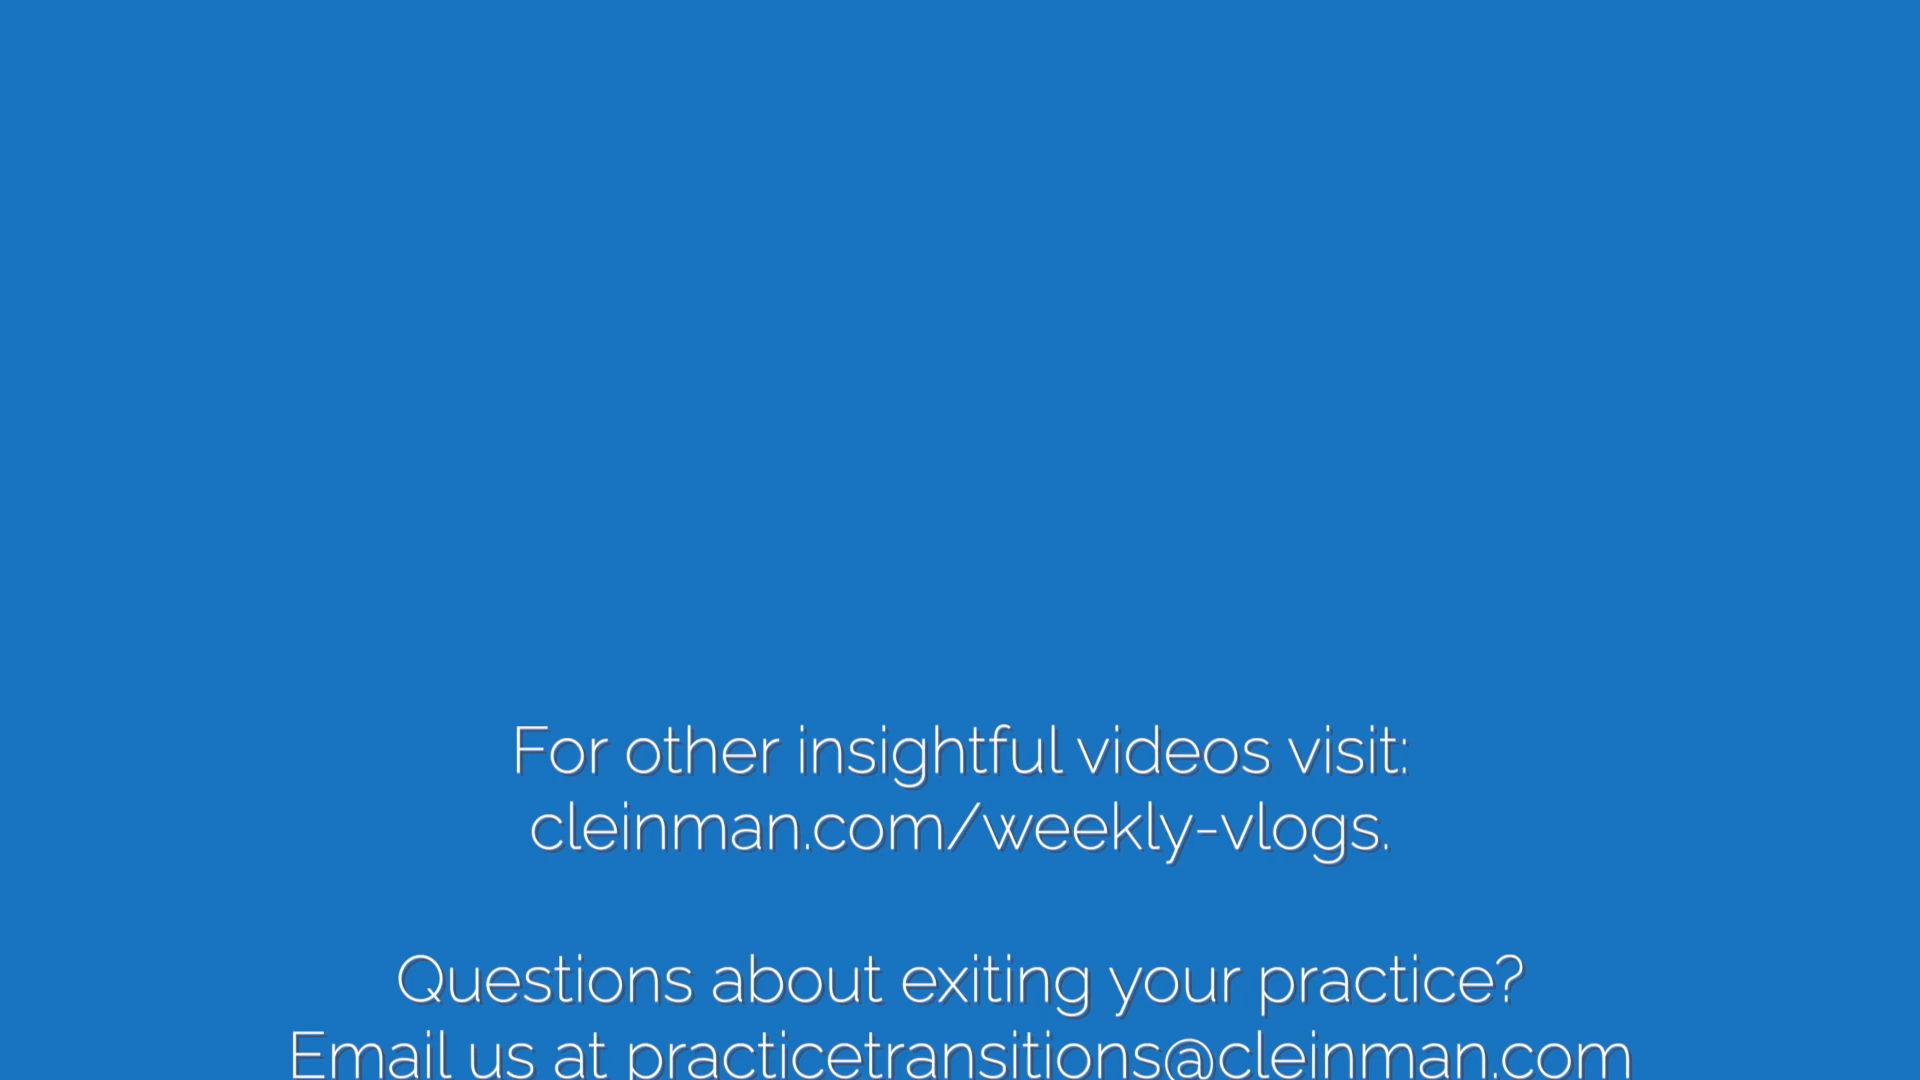 For other insightful videos visit:
cleinman.com/weekly-vlogs.
Questions about exiting your practice?
Email us at practicetransitions@cleinman.com